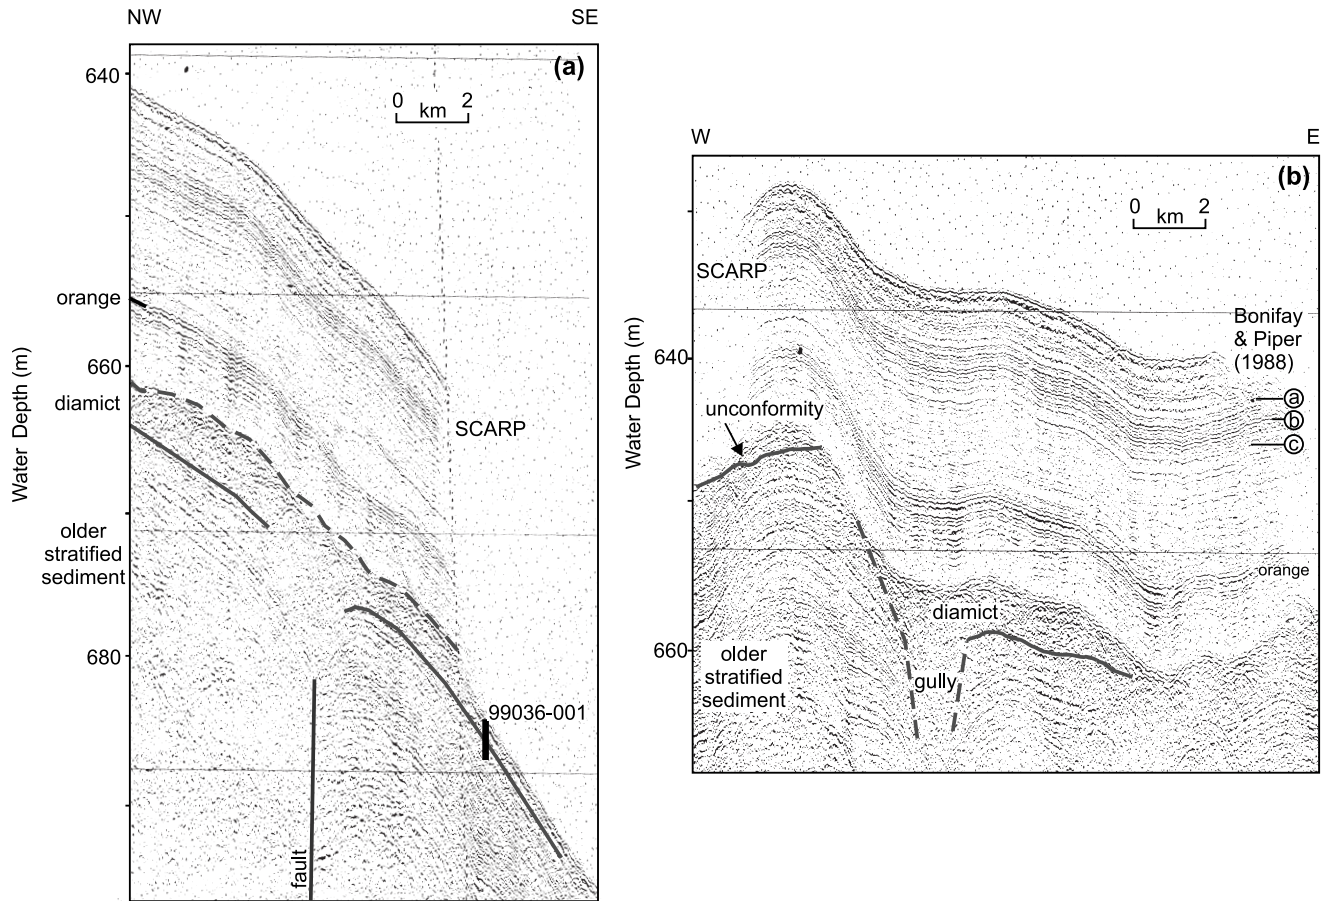 NW
SE
(a)
640
0 2
km
orange
660
diamict
SCARP
older
stratified
sediment
680
99036-001
fault
Water Depth (m)
W
E
(b)
0 2
km
SCARP
Bonifay
& Piper
(1988)
640
a
unconformity
b
c
orange
diamict
660
older
stratified
sediment
gully
Water Depth (m)